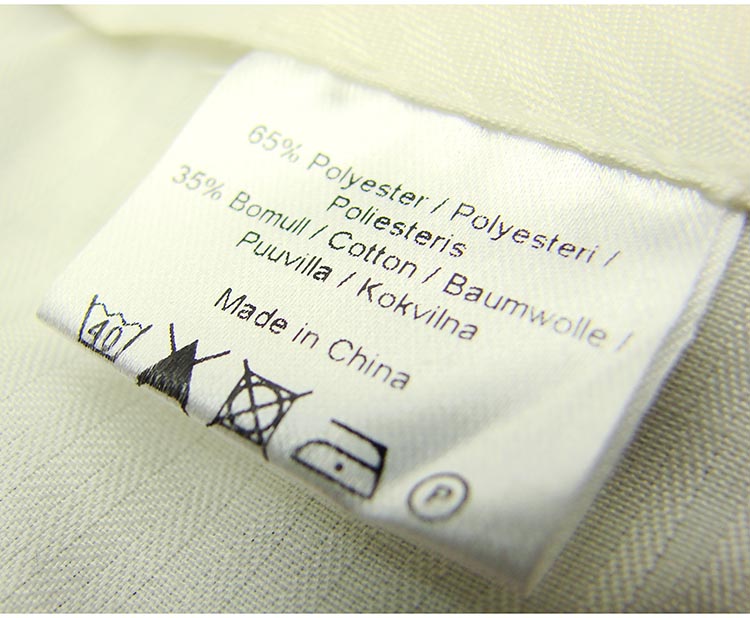 65% Polyester / Polyesteri /
Poliesteris
35% Bomull / Cotton / Baumwolle /
Puuvilla / Kokvilna
Made in China
40
P